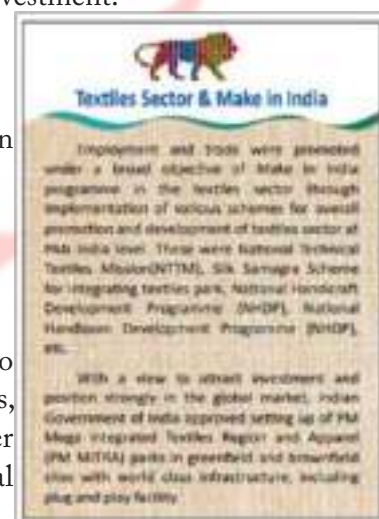 vestment.
Textiles Sector & Make in India
n
Employment and trade were promoted
under a broad objective of Make in India
programme in the textiles sector through
implementation of various schemes for overall
promotion and development of textiles sector at
PAN India level. These were National Technical
Textiles Mission(NTTM), Silk Samagra Scheme
for integrating textiles park, National Handicraft
Development Programme (NHDP), National
Handloom Development Programme (NHDP),
etc.
o
With a view to attract investment and
s,
position strongly in the global market, Indian
er
Government of India approved setting up of PM
al
Mega Integrated Textiles Region and Apparel
(PM MITRA) parks in greenfield and brownfield
sites with world class infrastructure, including
plug and play facility.